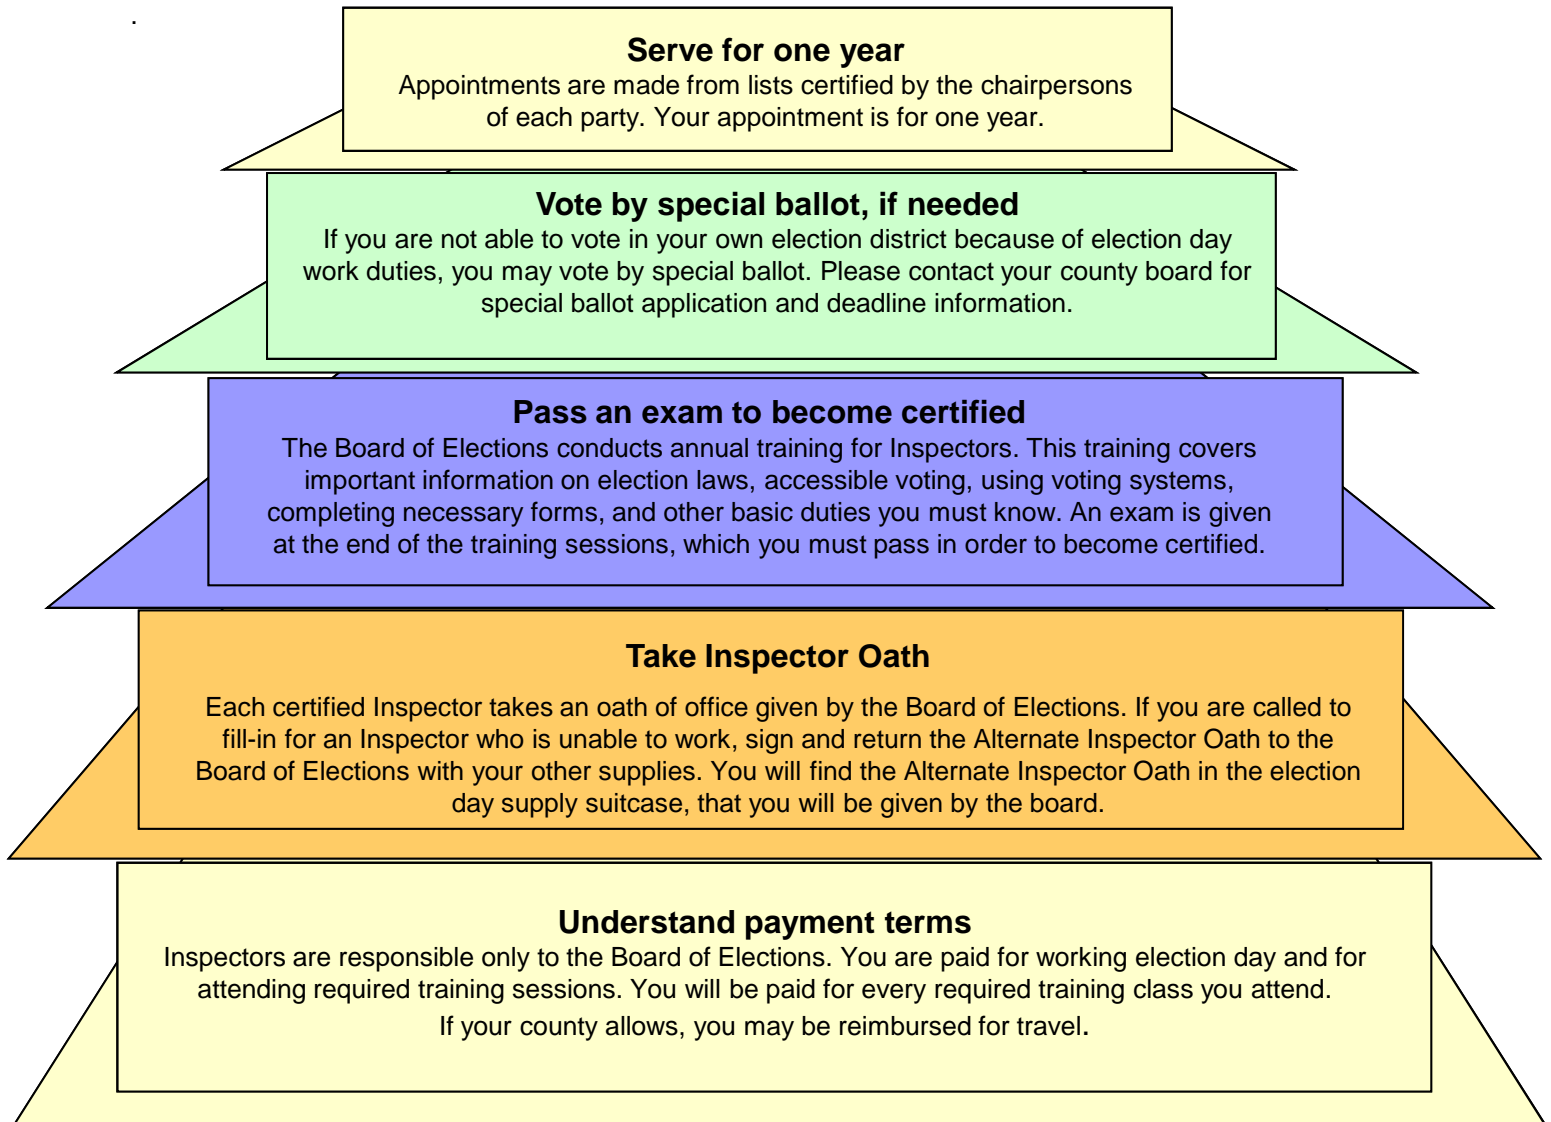 .
Serve for one year
Appointments are made from lists certified by the chairpersons
of each party. Your appointment is for one year.
Vote by special ballot, if needed
If you are not able to vote in your own election district because of election day
work duties, you may vote by special ballot. Please contact your county board for
special ballot application and deadline information.
Pass an exam to become certified
The Board of Elections conducts annual training for Inspectors. This training covers
important information on election laws, accessible voting, using voting systems,
completing necessary forms, and other basic duties you must know. An exam is given
at the end of the training sessions, which you must pass in order to become certified.
Take Inspector Oath
Each certified Inspector takes an oath of office given by the Board of Elections. If you are called to
fill-in for an Inspector who is unable to work, sign and return the Alternate Inspector Oath to the
Board of Elections with your other supplies. You will find the Alternate Inspector Oath in the election
day supply suitcase, that you will be given by the board.
Understand payment terms
Inspectors are responsible only to the Board of Elections. You are paid for working election day and for
attending required training sessions. You will be paid for every required training class you attend.
If your county allows, you may be reimbursed for travel.